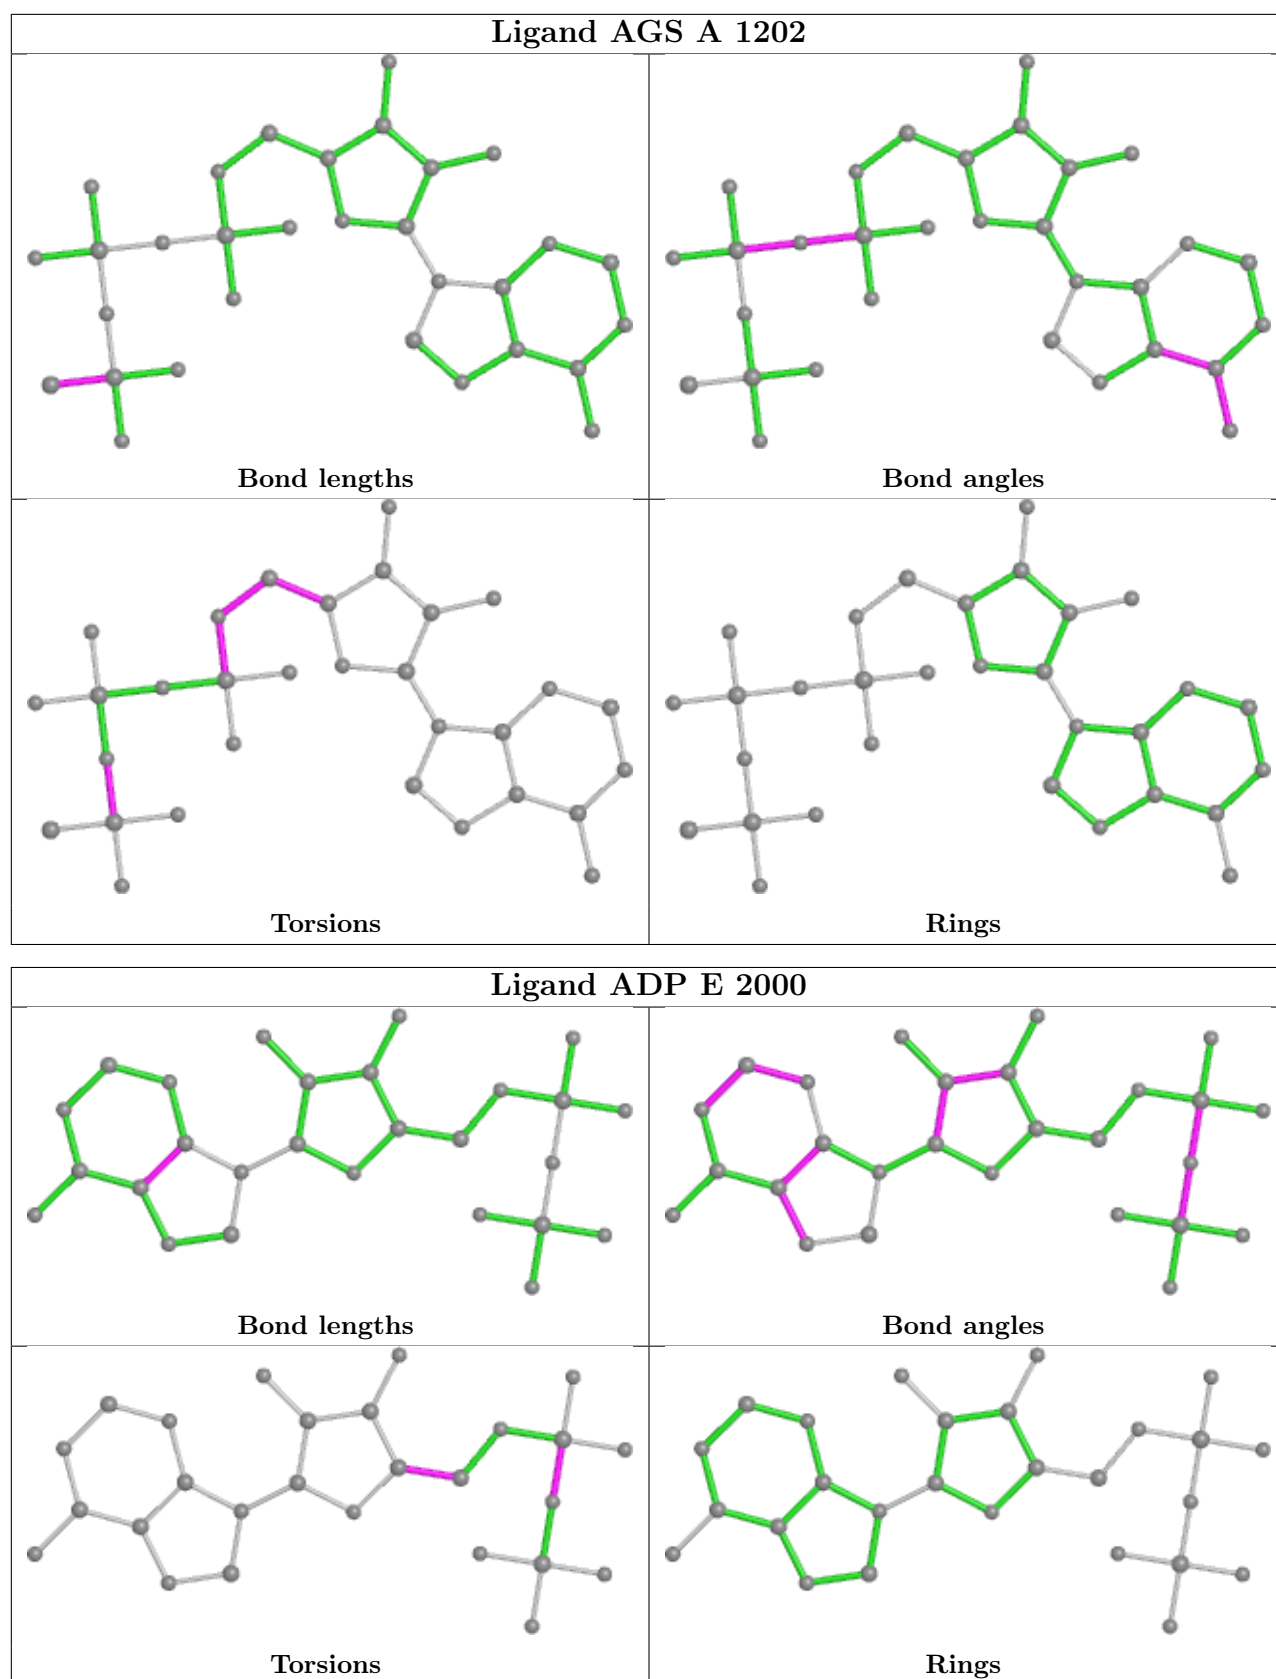 Ligand AGS A 1202
Bond lengths
Bond angles
Torsions
Rings
Ligand ADP E 2000
Bond lengths
Bond angles
Torsions
Rings